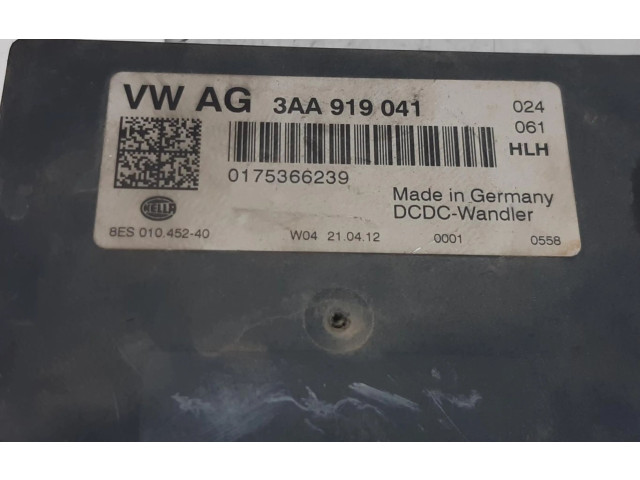 VW AG 3AA 919 041 024
061
HLH
0175366239
Made in Germany
DCDC-Wandler
HELLA
8ES 010.452-40 W04 21.04.12 0001 0558